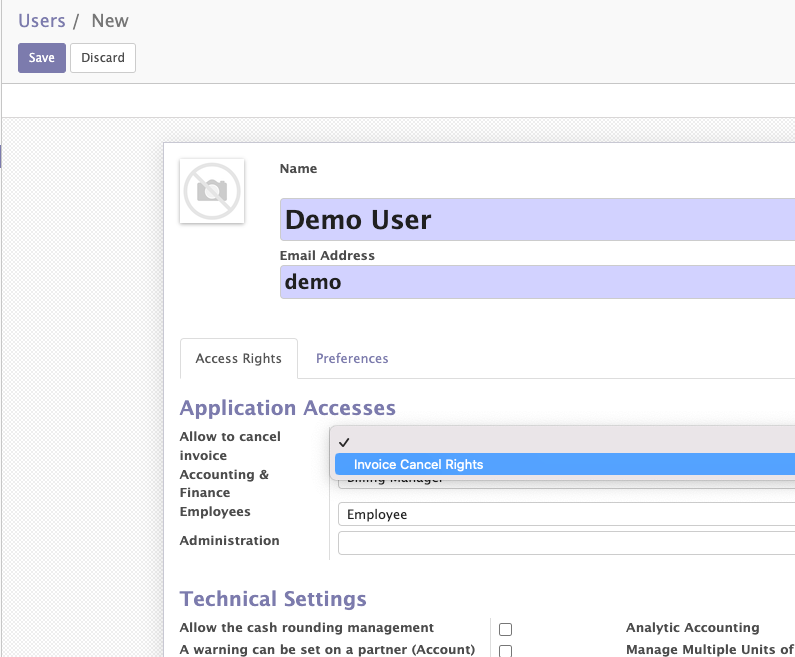 Users / New
Save Discard
Name
Demo User
Email Address
demo
Access Rights Preferences
Application Accesses
Allow to cancel
invoice
Invoice Cancel Rights
Accounting &
Finance
Billing Manager
Employees
Employee
Administration
Technical Settings
Allow the cash rounding management
Analytic Accounting
A warning can be set on a partner (Account)
Manage Multiple Units of